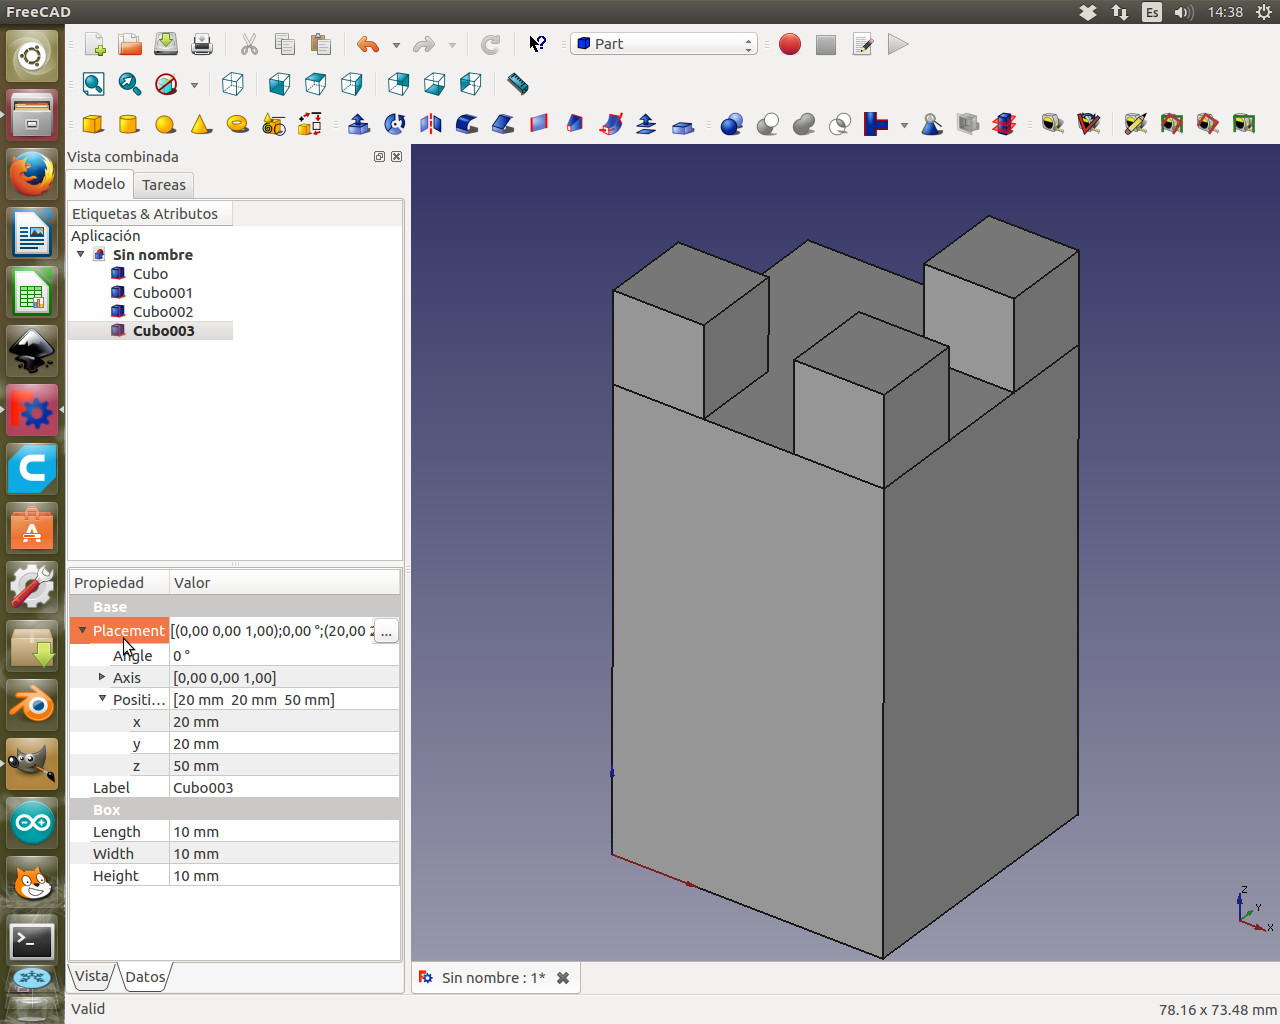 FreeCAD
Es
14:38
Part
Vista combinada
Modelo
Tareas
Etiquetas & Atributos
Aplicación
Sin nombre
Cubo
Cubo001
Cubo002
Cubo003
Propiedad Valor
Base
Placement [(0,00 0,00 1,00);0,00 °;(20,00 2 ...
Angle 0 °
Axis [0,00 0,00 1,00]
Positi... [20 mm 20 mm 50 mm]
x 20 mm
y 20 mm
z 50 mm
Label Cubo003
Box
Length 10 mm
Width 10 mm
Height 10 mm
Z
Y
X
Vista
Datos
Sin nombre : 1*
Valid
78.16 x 73.48 mm